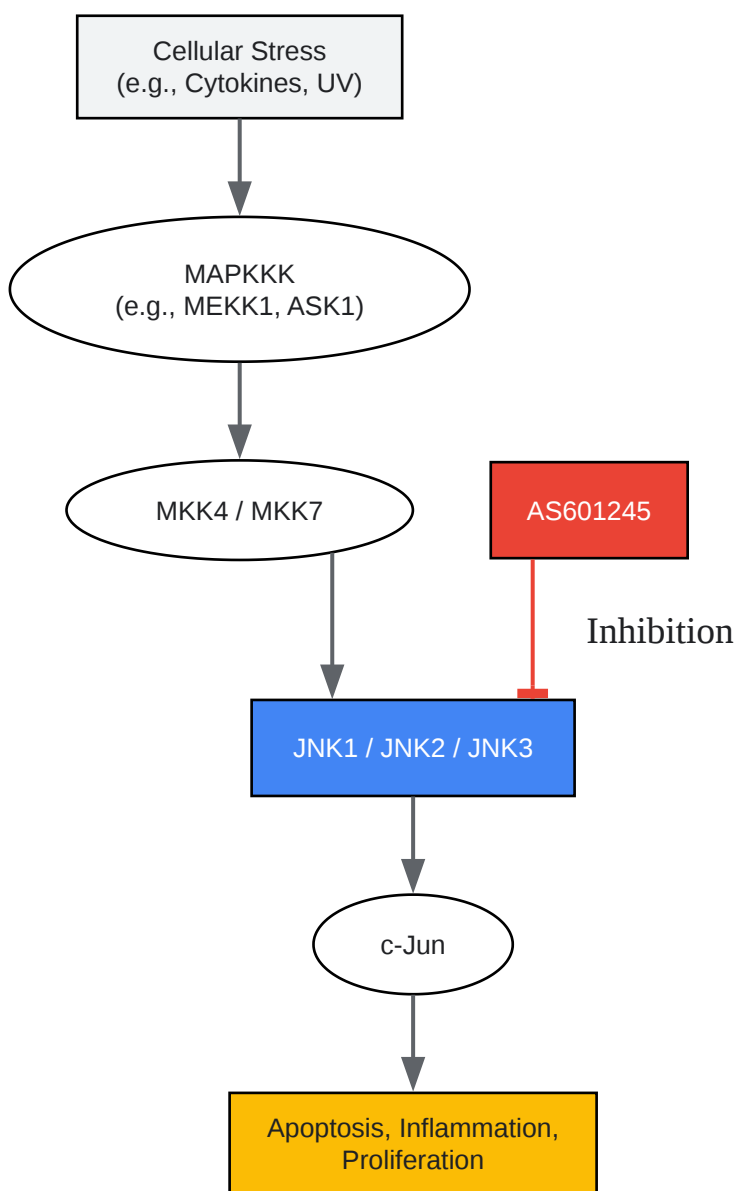 Cellular Stress
(e.g., Cytokines, UV)
MAPKKK
(e.g., MEKK1, ASK1)
MKK4 / MKK7
AS601245
Inhibition
JNK1 / JNK2 / JNK3
c-Jun
Apoptosis, Inflammation,
Proliferation